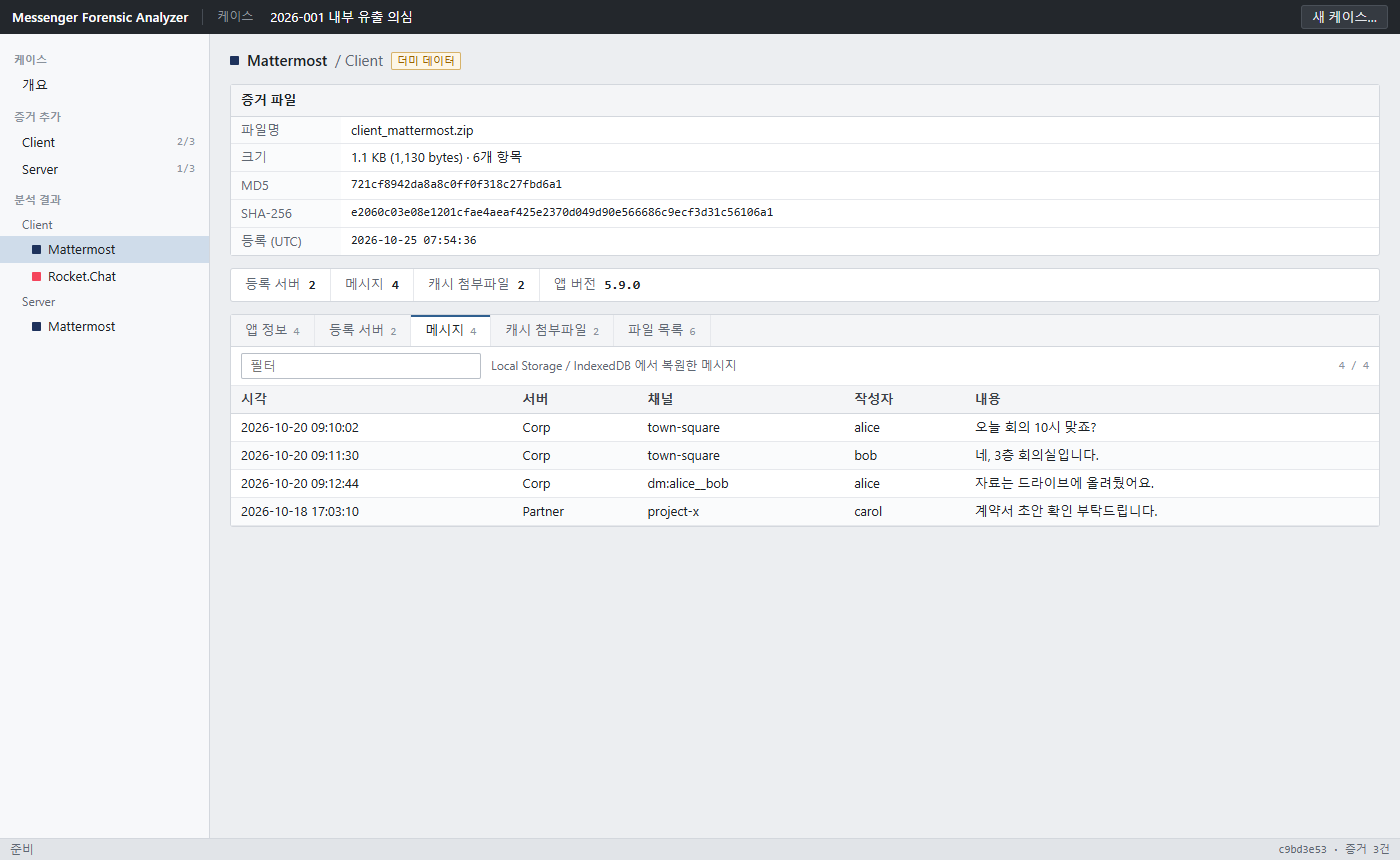 Messenger Forensic Analyzer 케이스 2026-001 내부 유출 의심 새 케이스...
케이스
개요
증거 추가
Client 2/3
Server 1/3
분석 결과
Client
Mattermost
Rocket.Chat
Server
Mattermost
Mattermost / Client 더미 데이터
증거 파일
파일명 client_mattermost.zip
크기 1.1 KB (1,130 bytes) · 6개 항목
MD5 721cf8942da8a8c0ff0f318c27fbd6a1
SHA-256 e2060c03e08e1201cfae4aeaf425e2370d049d90e566686c9ecf3d31c56106a1
등록 (UTC) 2026-10-25 07:54:36
등록 서버 2 메시지 4 캐시 첨부파일 2 앱 버전 5.9.0
앱 정보 4 등록 서버 2 메시지 4 캐시 첨부파일 2 파일 목록 6
필터 Local Storage / IndexedDB 에서 복원한 메시지 4 / 4
시각 서버 채널 작성자 내용
2026-10-20 09:10:02 Corp town-square alice 오늘 회의 10시 맞죠?
2026-10-20 09:11:30 Corp town-square bob 네, 3층 회의실입니다.
2026-10-20 09:12:44 Corp dm:alice__bob alice 자료는 드라이브에 올려뒀어요.
2026-10-18 17:03:10 Partner project-x carol 계약서 초안 확인 부탁드립니다.
준비 c9bd3e53 · 증거 3건